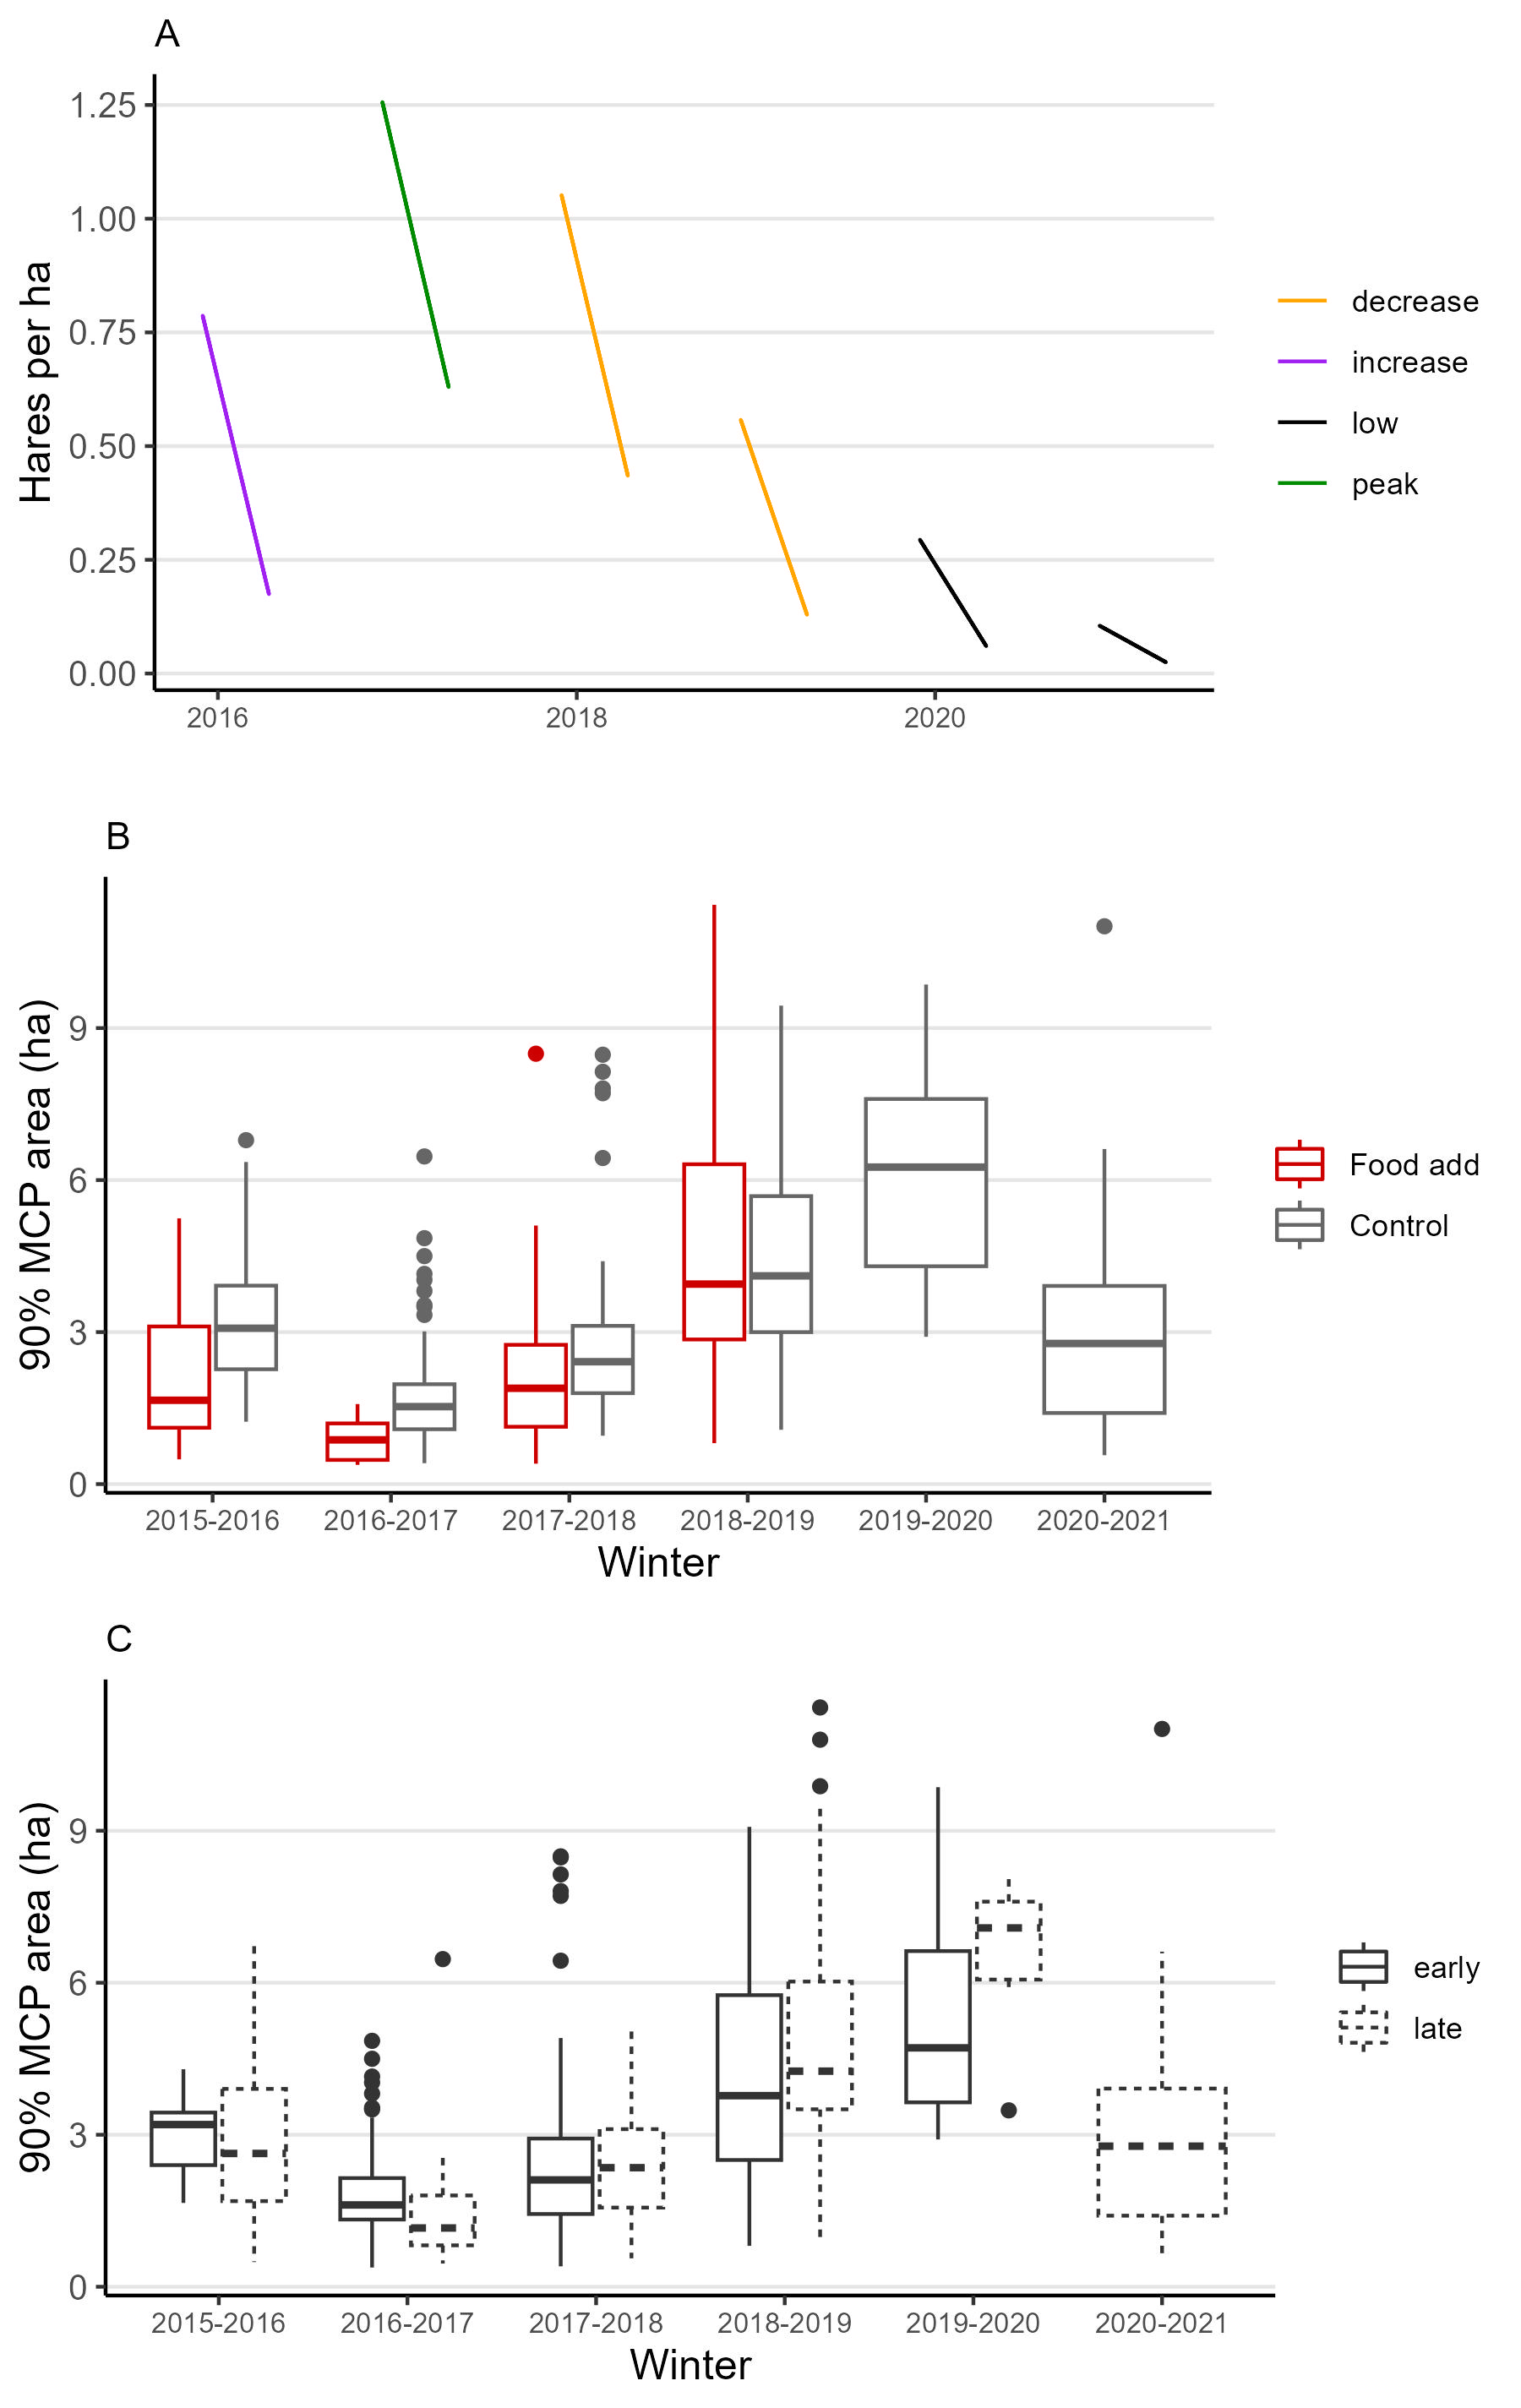 A
1.25
1.00
0.75
0.50
0.25
0.00
Hares per ha
2016 2018 2020
decrease
increase
low
peak
B
9
6
3
0
90% MCP area (ha)
2015-2016 2016-2017 2017-2018 2018-2019 2019-2020 2020-2021
Winter
Food add
Control
C
9
6
3
0
90% MCP area (ha)
2015-2016 2016-2017 2017-2018 2018-2019 2019-2020 2020-2021
Winter
early
late